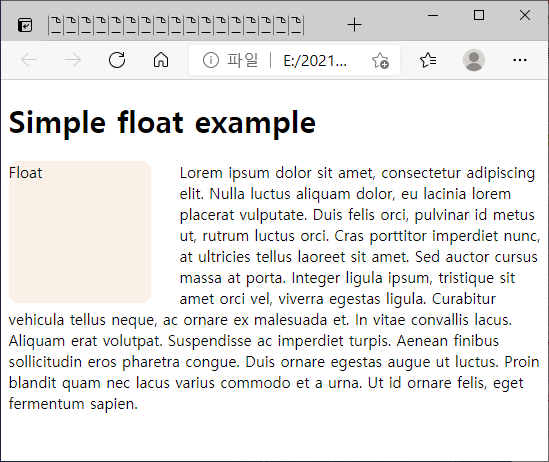 파일
E:/2021...
Simple float example
Float
Lorem ipsum dolor sit amet, consectetur adipiscing
elit. Nulla luctus aliquam dolor, eu lacinia lorem
placerat vulputate. Duis felis orci, pulvinar id metus
ut, rutrum luctus orci. Cras porttitor imperdiet nunc,
at ultricies tellus laoreet sit amet. Sed auctor cursus
massa at porta. Integer ligula ipsum, tristique sit
amet orci vel, viverra egestas ligula. Curabitur
vehicula tellus neque, ac ornare ex malesuada et. In vitae convallis lacus.
Aliquam erat volutpat. Suspendisse ac imperdiet turpis. Aenean finibus
sollicitudin eros pharetra congue. Duis ornare egestas augue ut luctus. Proin
blandit quam nec lacus varius commodo et a urna. Ut id ornare felis, eget
fermentum sapien.